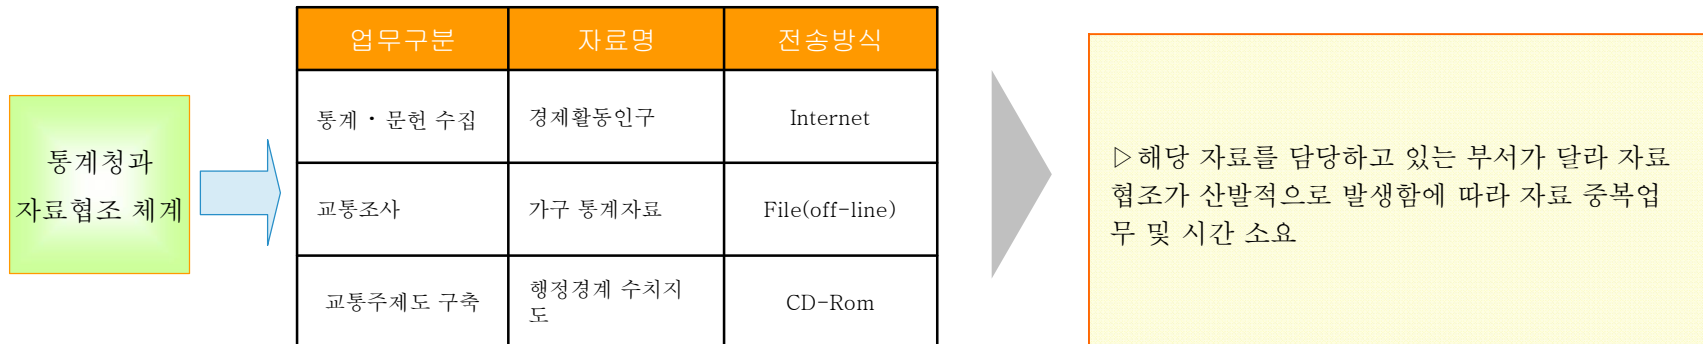 통계청과
자료협조 체계
업무구분 자료명 전송방식
통계・문헌 수집 경제활동인구 Internet
교통조사 가구 통계자료 File(off-line)
교통주제도 구축 행정경계 수치지
도 CD-Rom
▷해당 자료를 담당하고 있는 부서가 달라 자료
협조가 산발적으로 발생함에 따라 자료 중복업
무 및 시간 소요